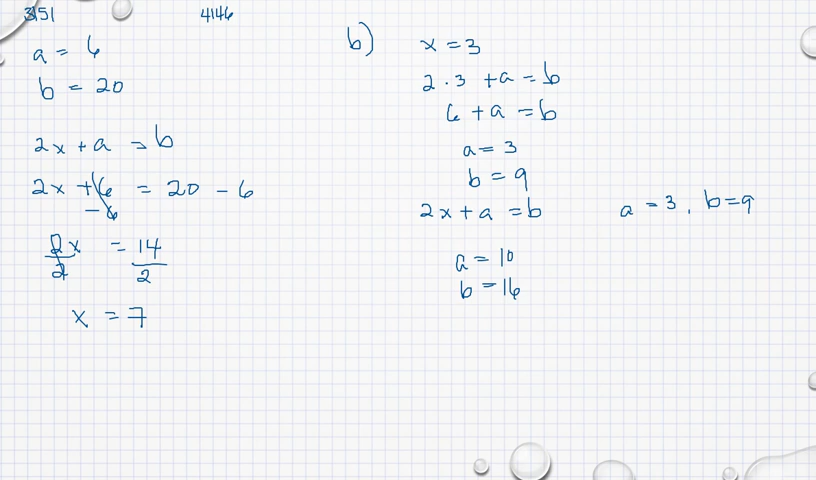 3151
4146
a = 6
b = 20
2x + a = b
2x + 6 = 20 - 6
- 6
2x = 14
2 2
x = 7
b)
x = 3
2 · 3 + a = b
6 + a = b
a = 3
b = 9
2x + a = b
a = 3, b = 9
a = 10
b = 16